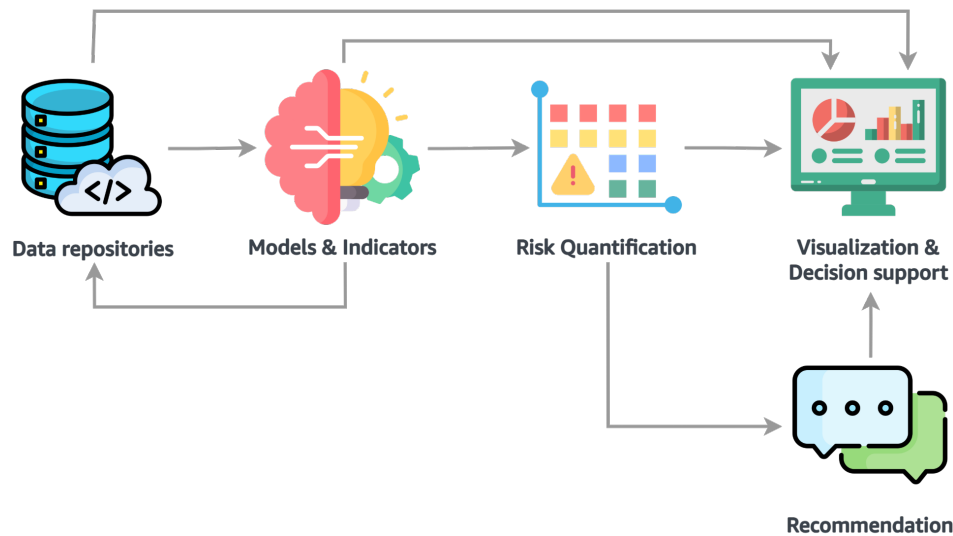 </>
Data repositories
Models & Indicators
Risk Quantification
Visualization &
Decision support
Recommendation